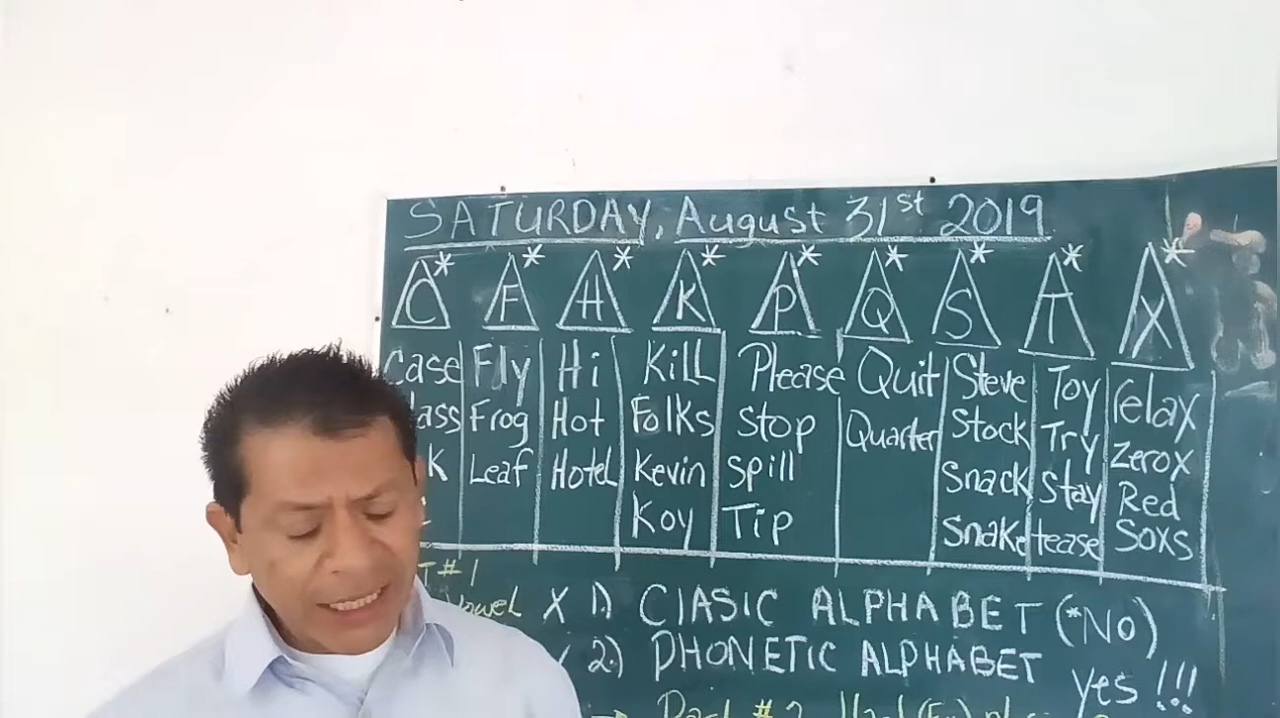 SATURDAY, August 31st 2019
C* F* H* K* P* Q* S* T* X*
case Fly Hi Kill Please Quit Steve Toy relax
Frog Hot Folks stop Quarter Stock Try Zerox
Leaf Hotel Kevin spill Snack Stay Red
Koy Tip Snake tease Soxs
#1
Vowel X 1) ClASIC ALPHABET (*NO)
2.) PHONETIC ALPHABET yes!!!